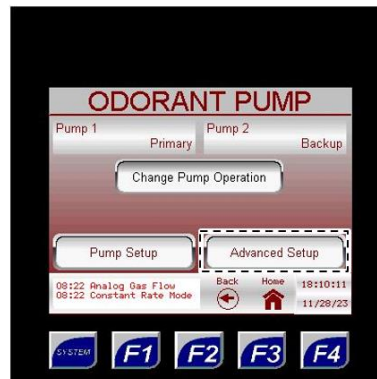 ODORANT PUMP
Pump 1
Primary
Pump 2
Backup
Change Pump Operation
Pump Setup
Advanced Setup
08:22 Analog Gas Flow
08:22 Constant Rate Mode
Back
Home
18:10:11
11/28/23
SYSTEM
F1
F2
F3
F4